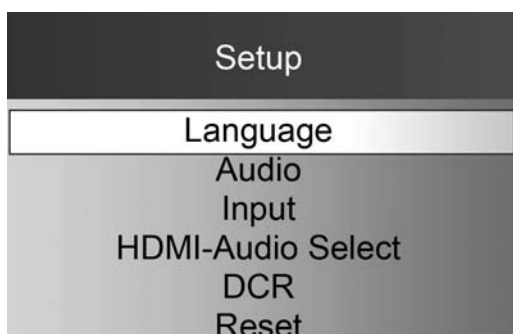 Setup
Language
Audio
Input
HDMI-Audio Select
DCR
Reset